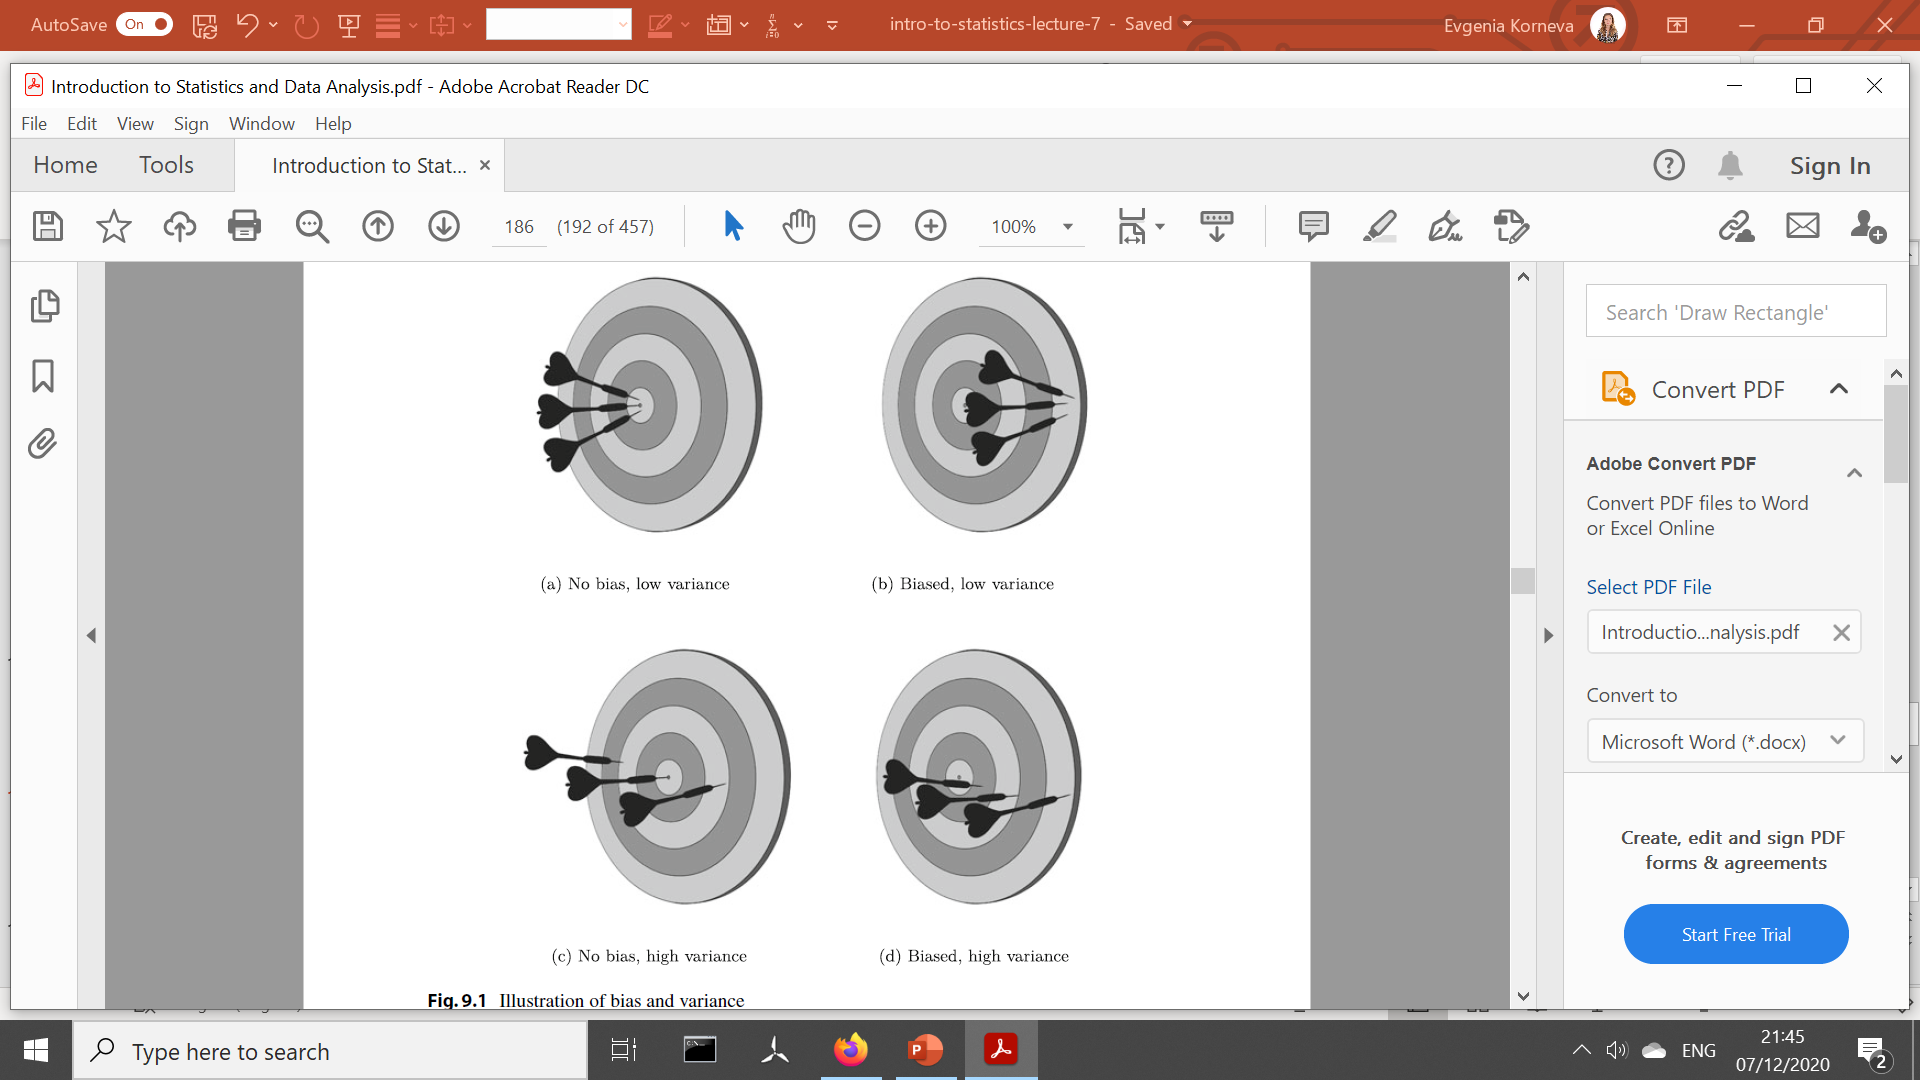 AutoSave On intro-to-statistics-lecture-7 - Saved Evgenia Korneva
Introduction to Statistics and Data Analysis.pdf - Adobe Acrobat Reader DC
File Edit View Sign Window Help
Home Tools Introduction to Stat... Sign In
186 (192 of 457) 100%
Search 'Draw Rectangle'
Convert PDF
Adobe Convert PDF
Convert PDF files to Word
or Excel Online
Select PDF File
Introductio...nalysis.pdf
Convert to
Microsoft Word (*.docx)
Create, edit and sign PDF
forms & agreements
Start Free Trial
(a) No bias, low variance
(b) Biased, low variance
(c) No bias, high variance
(d) Biased, high variance
Fig. 9.1 Illustration of bias and variance
Type here to search
ENG
21:45
07/12/2020
2